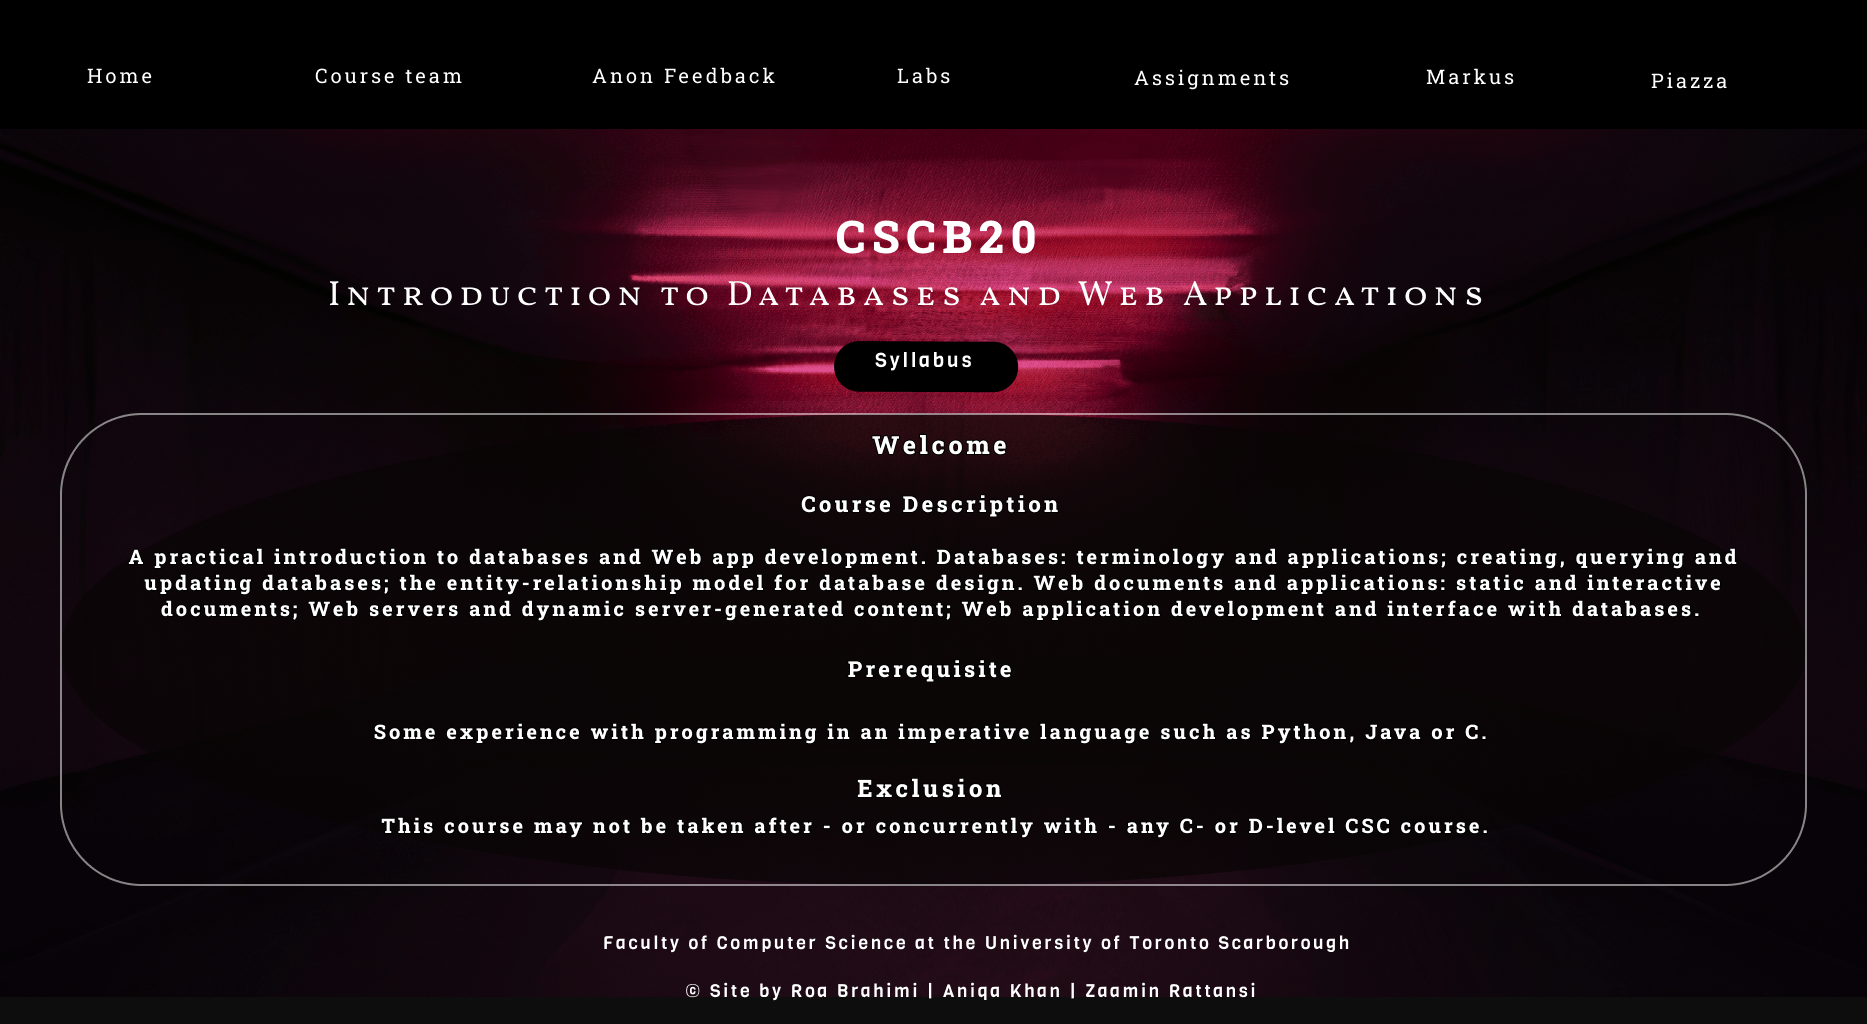 Home Course team Anon Feedback Labs Assignments Markus Piazza
CSCB20
Introduction to Databases and Web Applications
Syllabus
Welcome
Course Description
A practical introduction to databases and Web app development. Databases: terminology and applications; creating, querying and
updating databases; the entity-relationship model for database design. Web documents and applications: static and interactive
documents; Web servers and dynamic server-generated content; Web application development and interface with databases.
Prerequisite
Some experience with programming in an imperative language such as Python, Java or C.
Exclusion
This course may not be taken after - or concurrently with - any C- or D-level CSC course.
Faculty of Computer Science at the University of Toronto Scarborough
© Site by Roa Brahimi | Aniqa Khan | Zaamin Rattansi